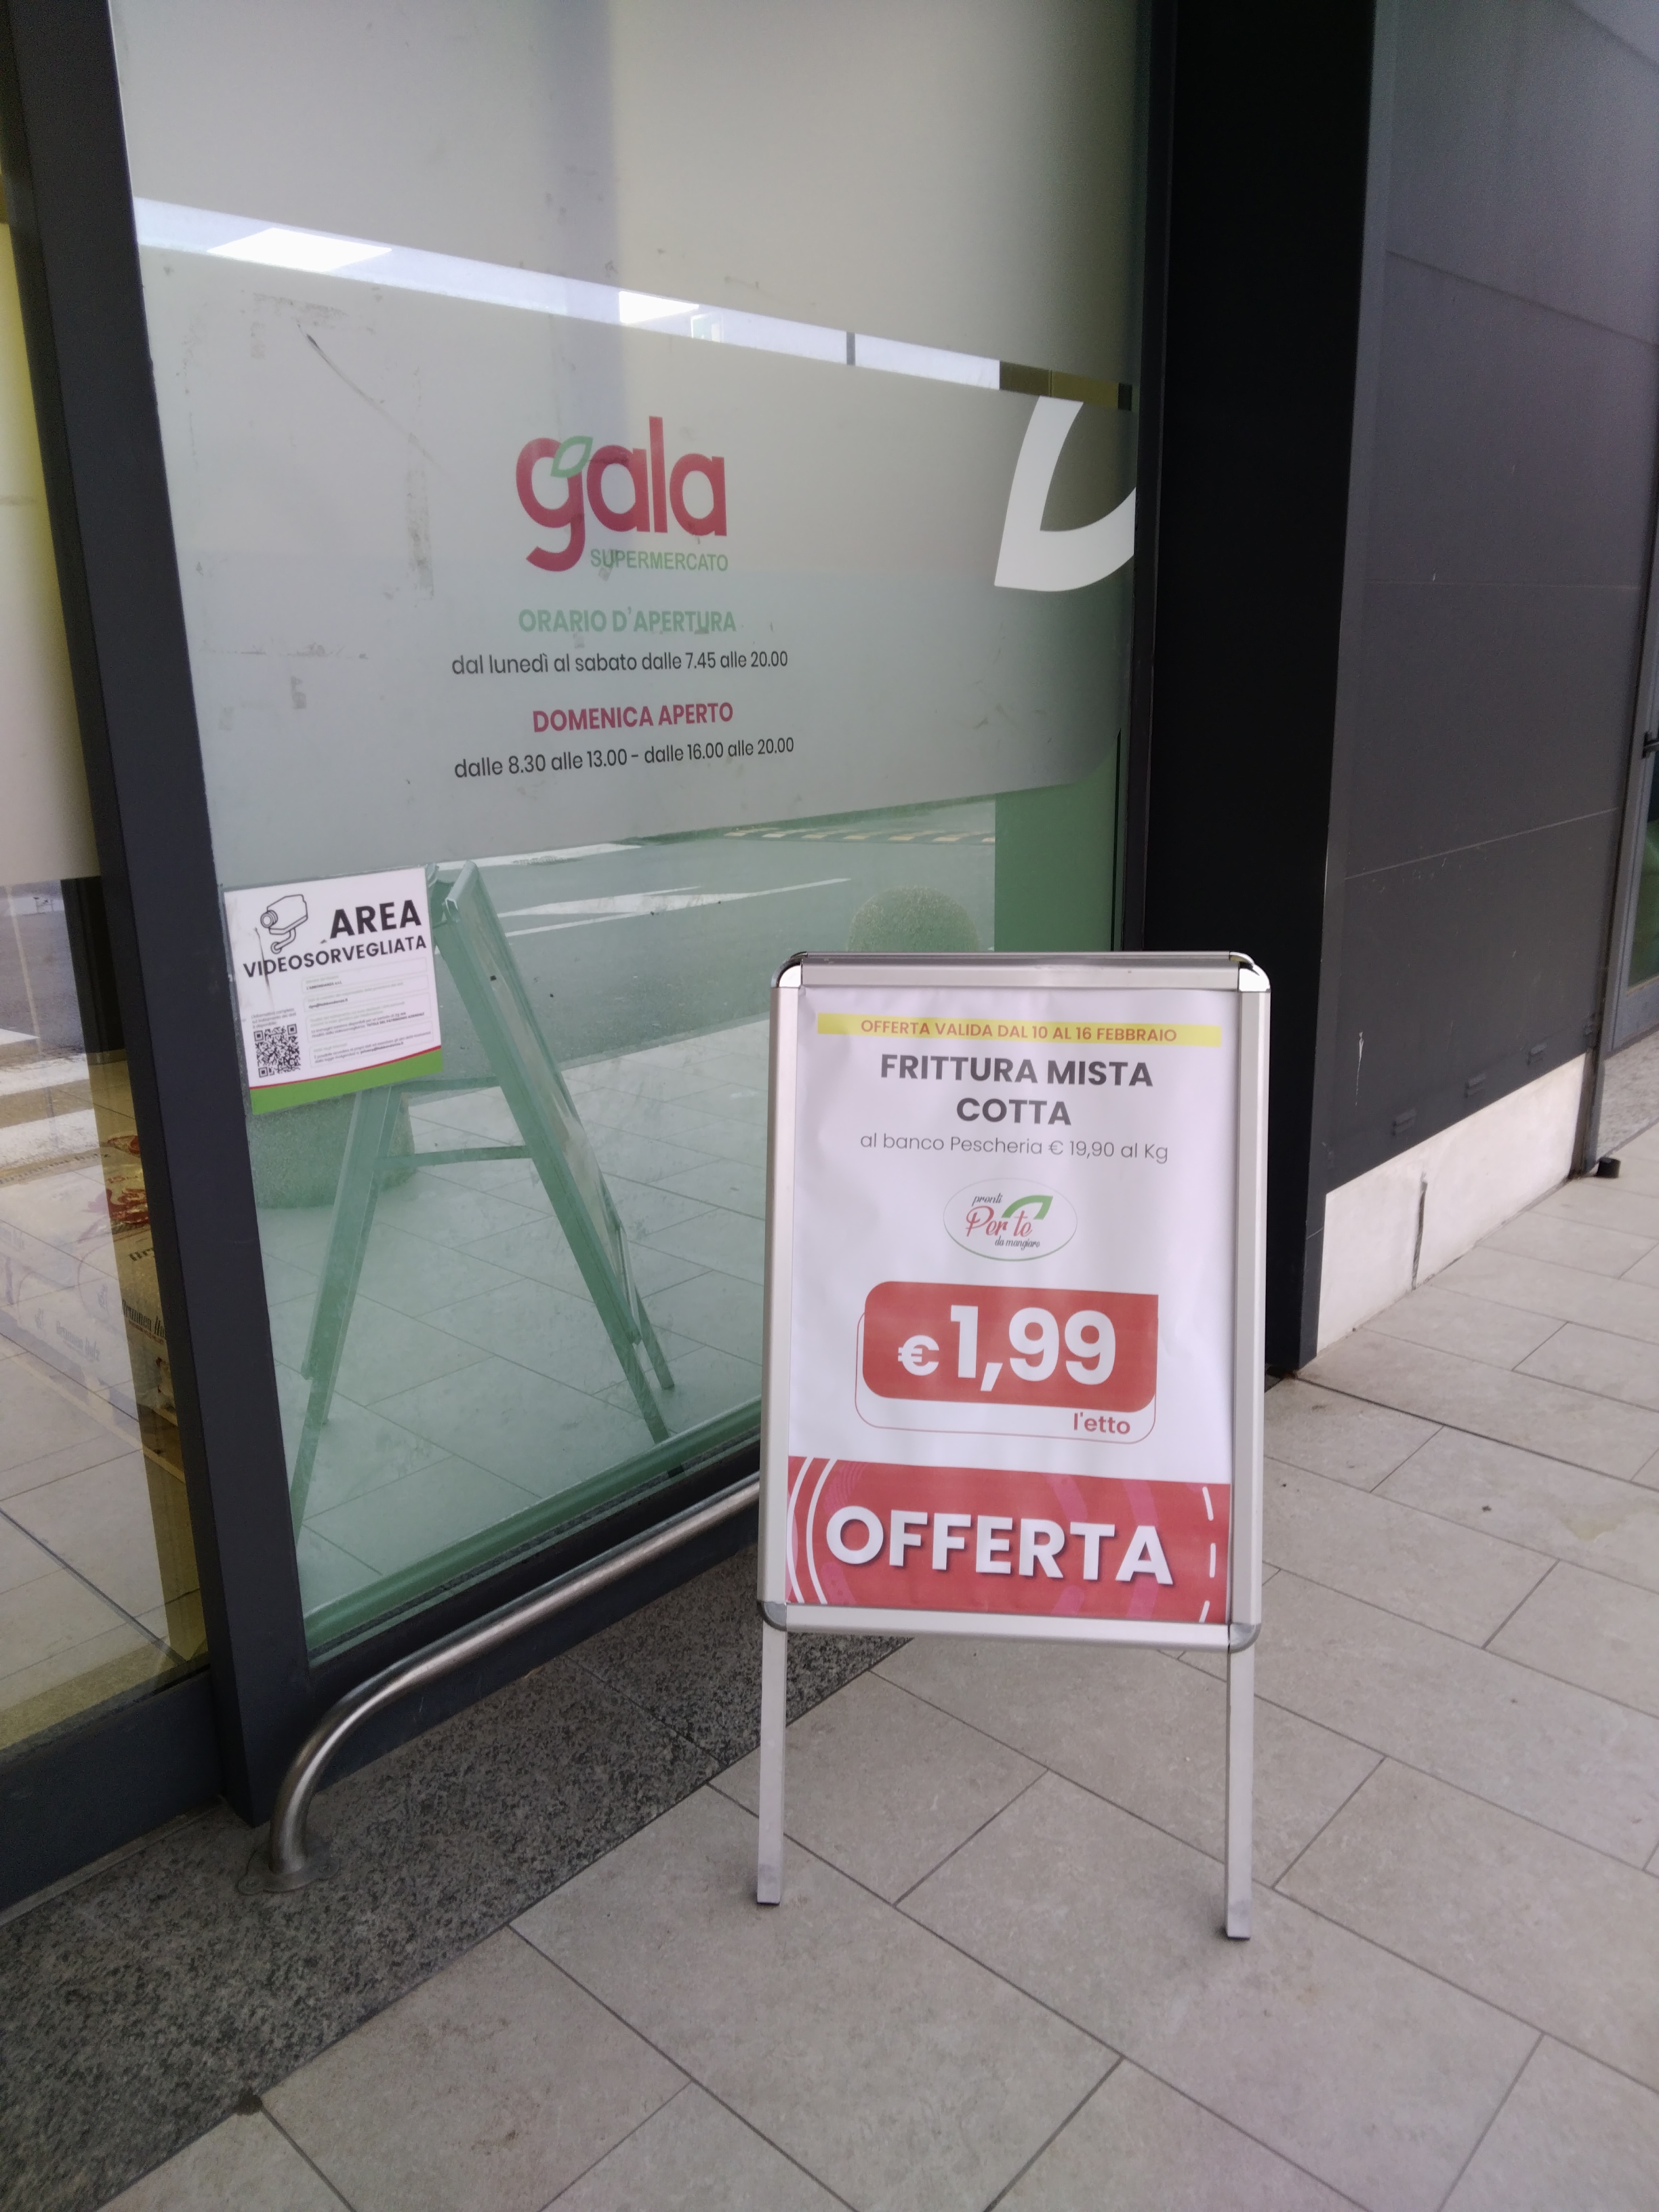 gala
SUPERMERCATO
ORARIO D'APERTURA
dal lunedì al sabato dalle 7.45 alle 20.00
DOMENICA APERTO
dalle 8.30 alle 13.00 - dalle 16.00 alle 20.00
AREA
VIDEOSORVEGLIATA
OFFERTA VALIDA DAL 10 AL 16 FEBBRAIO
FRITTURA MISTA
COTTA
al banco Pescheria € 19,90 al Kg
pronti
Per te
da mangiare
€1,99
l'etto
OFFERTA